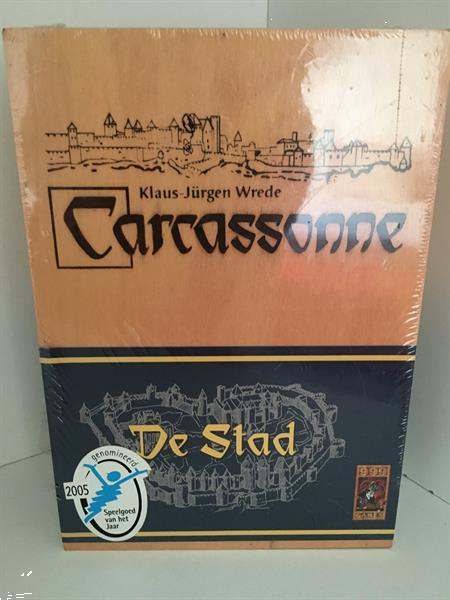 Klaus-Jürgen Wrede
Carcassonne
De Stad
genomineerd
2005
Speelgoed
van het
Jaar
999
GAMES